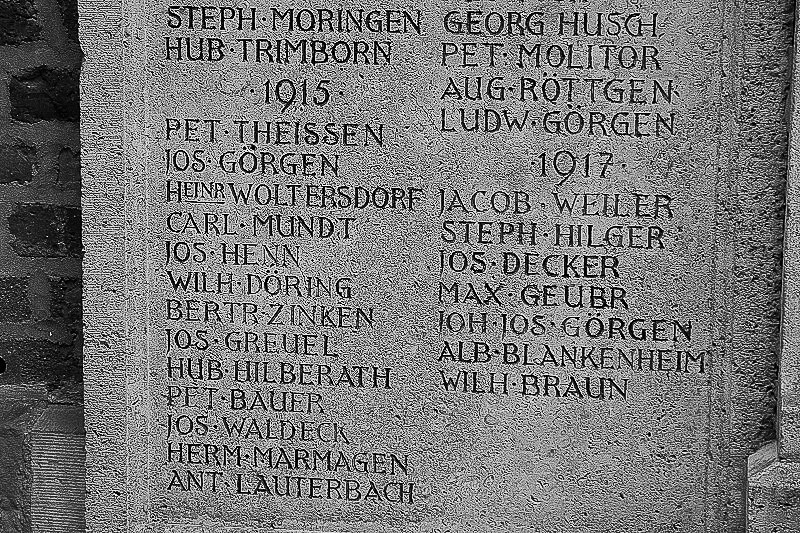 STEPH·MORINGEN
HUB·TRIMBORN
·1915·
PET·THEISSEN
JOS·GÖRGEN
HEINR WOLTERSDORF
CARL·MUNDT
JOS·HENN
WILH·DÖRING
BERTR·ZINKEN
JOS·GREUEL
HUB·HILBERATH
PET·BAUER
JOS·WALDECK
HERM·MARMAGEN
ANT·LAUTERBACH
GEORG HUSCH
PET·MOLITOR
AUG·RÖTTGEN
LUDW·GÖRGEN
·1917·
JACOB·WEILER
STEPH·HILGER
JOS·DECKER
MAX·GEUBR
JOH·JOS·GÖRGEN
ALB·BLANKENHEIM
WILH·BRAUN